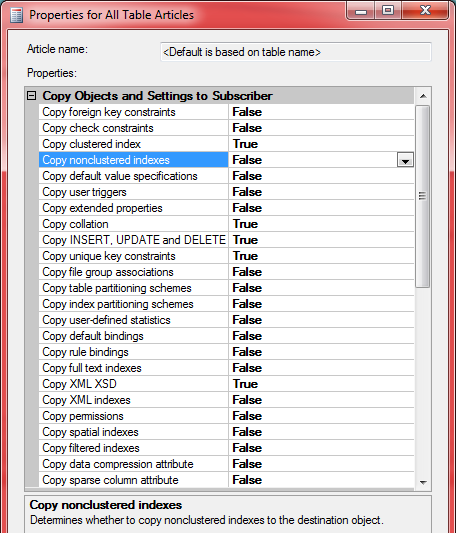 Properties for All Table Articles
Article name: <Default is based on table name>
Properties:
Copy Objects and Settings to Subscriber
Copy foreign key constraints False
Copy check constraints False
Copy clustered index True
Copy nonclustered indexes False
Copy default value specifications False
Copy user triggers False
Copy extended properties False
Copy collation True
Copy INSERT, UPDATE and DELETE True
Copy unique key constraints True
Copy file group associations False
Copy table partitioning schemes False
Copy index partitioning schemes False
Copy user-defined statistics False
Copy default bindings False
Copy rule bindings False
Copy full text indexes False
Copy XML XSD True
Copy XML indexes False
Copy permissions False
Copy spatial indexes False
Copy filtered indexes False
Copy data compression attribute False
Copy sparse column attribute False
Copy nonclustered indexes
Determines whether to copy nonclustered indexes to the destination object.